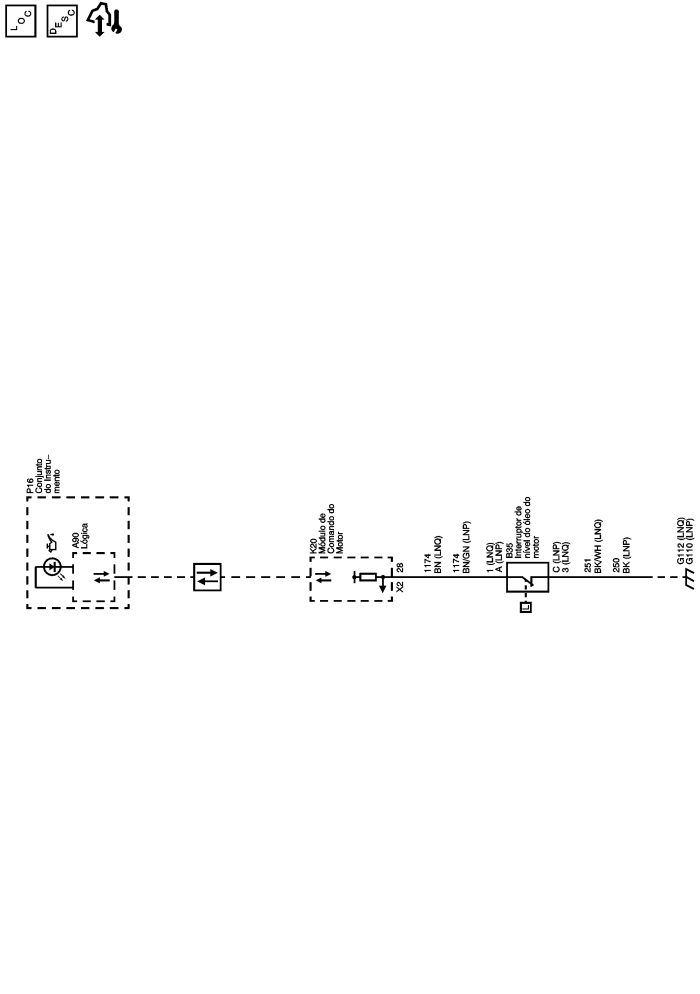 LOC
DESC
P16
Conjunto
do Instru–
mento
A90
Lógica
K20
Módulo de
Comando do
Motor
28
X2
1174
BN (LNQ)
1174
BN/GN (LNP)
1 (LNQ)
A (LNP)
B35
Interruptor de
nível do óleo do
motor
L
C (LNP)
3 (LNQ)
251
BK/WH (LNQ)
250
BK (LNP)
G112 (LNQ)
G110 (LNP)